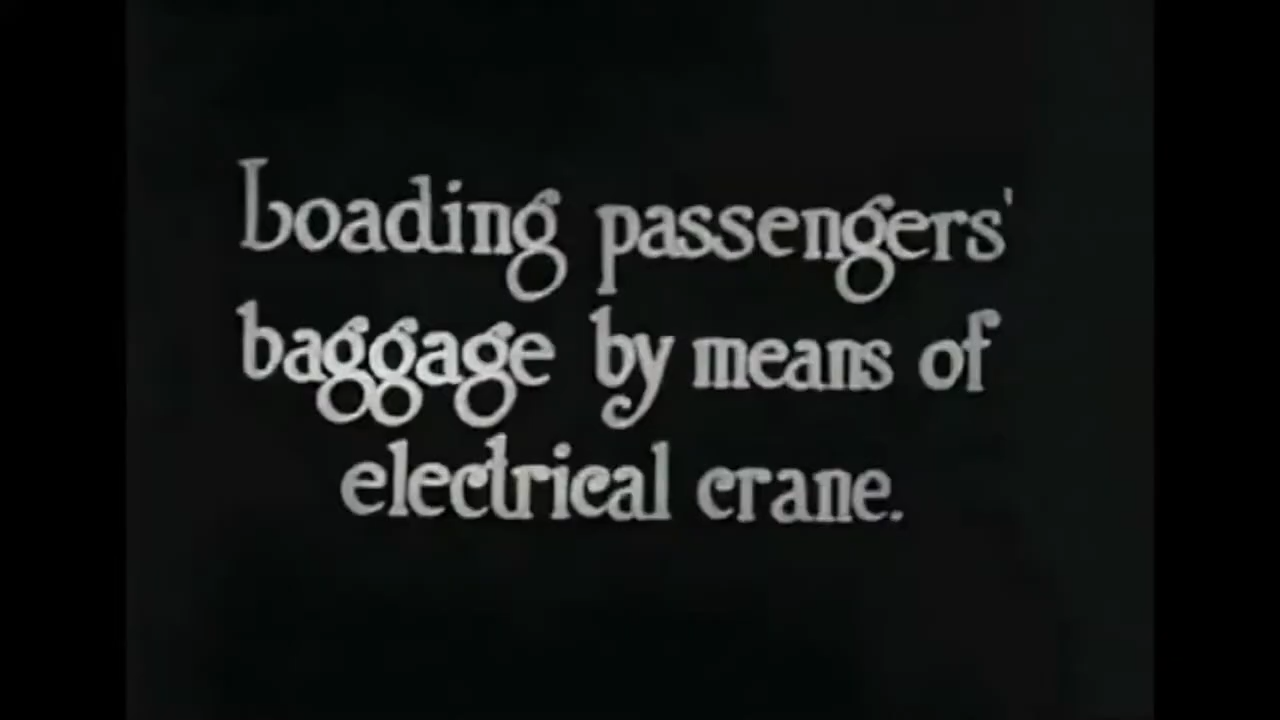 Loading passengers'
baggage by means of
electrical crane.